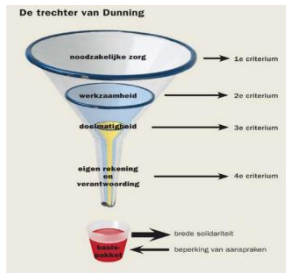 De trechter van Dunning
noodzakelijke zorg
1e criterium
werkzaamheid
2e criterium
doelmatigheid
3e criterium
eigen rekening
en
verantwoording
4e criterium
brede solidariteit
beperking van aanspraken
basis-
pakket